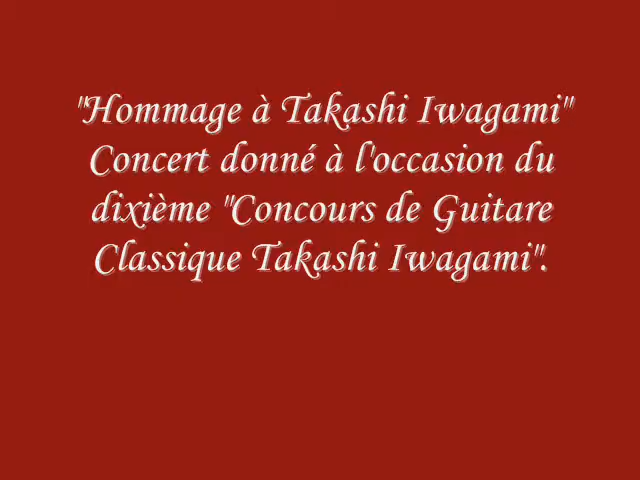 "Hommage à Takashi Iwagami"
Concert donné à l'occasion du
dixième "Concours de Guitare
Classique Takashi Iwagami".